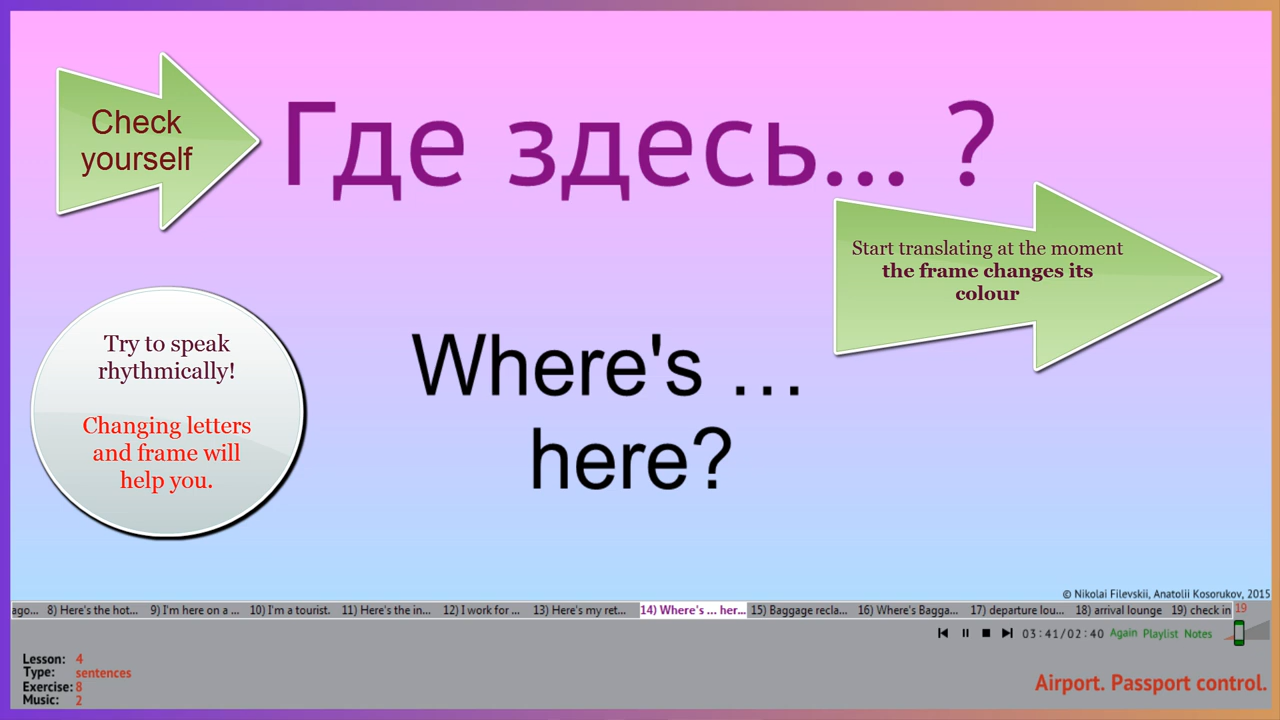 Check
yourself
Где здесь... ?
Start translating at the moment
the frame changes its
colour
Try to speak
rhythmically!
Changing letters
and frame will
help you.
Where's ...
here?
© Nikolai Filevskii, Anatolii Kosorukov, 2015
ago... 8) Here's the hot... 9) I'm here on a ... 10) I'm a tourist. 11) Here's the in... 12) I work for ... 13) Here's my ret... 14) Where's ... her... 15) Baggage recla... 16) Where's Bagga... 17) departure lou... 18) arrival lounge 19) check in 19
03:41/02:40 Again Playlist Notes
Lesson: 4
Type: sentences
Exercise: 8
Music: 2
Airport. Passport control.